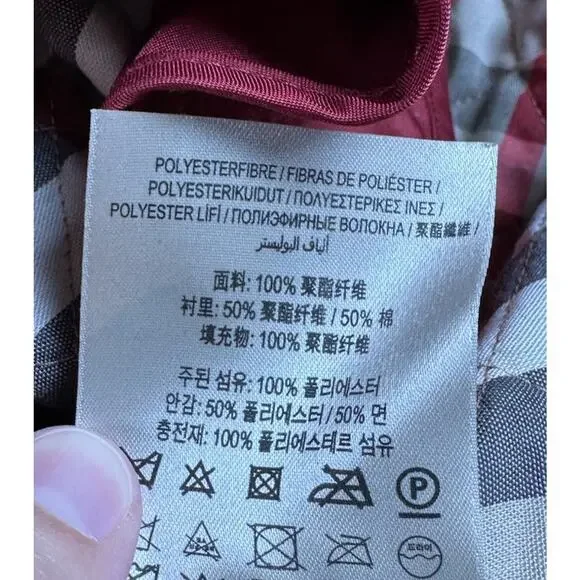 POLYESTERFIBRE / FIBRAS DE POLIÉSTER /
POLYESTERIKUIDUT / ΠΟΛΥΕΣΤΕΡΙΚΕΣ ΙΝΕΣ /
POLYESTER LİFİ / ПОЛИЭФИРНЫЕ ВОЛОКНА / 聚酯纖維 /
ألياف البوليستر
面料: 100% 聚酯纤维
衬里: 50% 聚酯纤维 / 50% 棉
填充物: 100% 聚酯纤维
주된 섬유: 100% 폴리에스터
안감: 50% 폴리에스터 / 50% 면
충전재: 100% 폴리에스테르 섬유
P
드라이